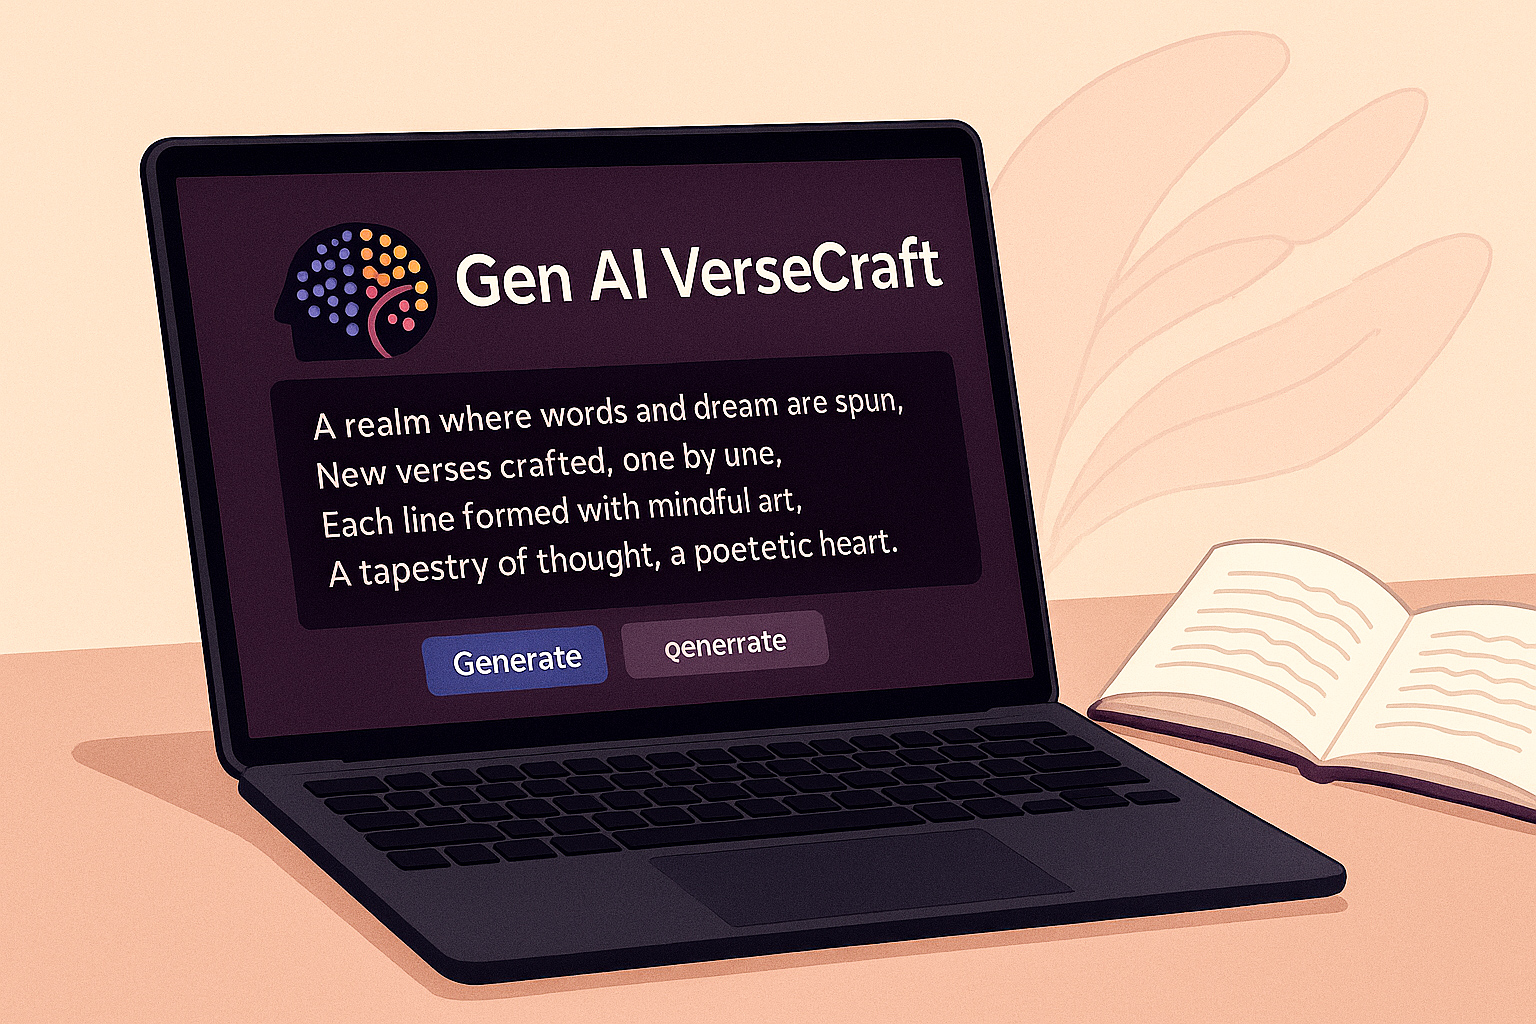 Gen AI VerseCraft
A realm where words and dream are spun,
New verses crafted, one by une,
Each line formed with mindful art,
A tapestry of thought, a poetetic heart.
Generate
qenerrate